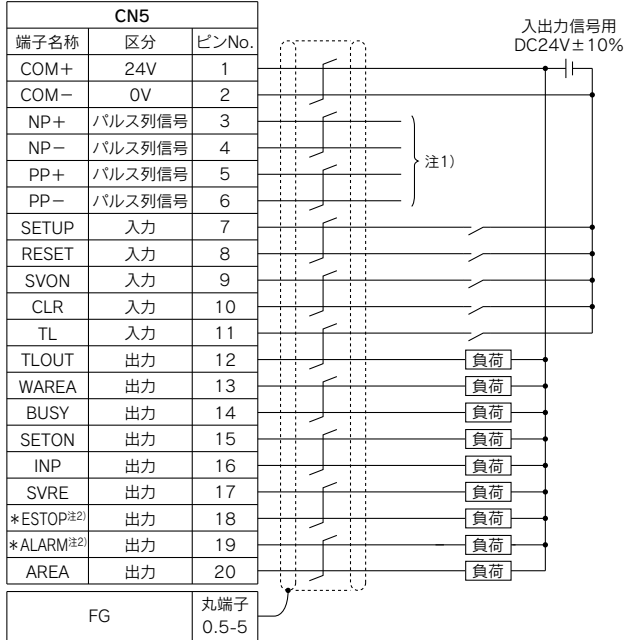 CN5
入出力信号用
DC24V±10%
端子名称 区分 ピンNo.
COM+ 24V 1
COM− 0V 2
NP+ パルス列信号 3
NP− パルス列信号 4
PP+ パルス列信号 5
PP− パルス列信号 6
注1)
SETUP 入力 7
RESET 入力 8
SVON 入力 9
CLR 入力 10
TL 入力 11
TLOUT 出力 12 負荷
WAREA 出力 13 負荷
BUSY 出力 14 負荷
SETON 出力 15 負荷
INP 出力 16 負荷
SVRE 出力 17 負荷
*ESTOP注2) 出力 18 負荷
*ALARM注2) 出力 19 負荷
AREA 出力 20 負荷
FG 丸端子
0.5-5